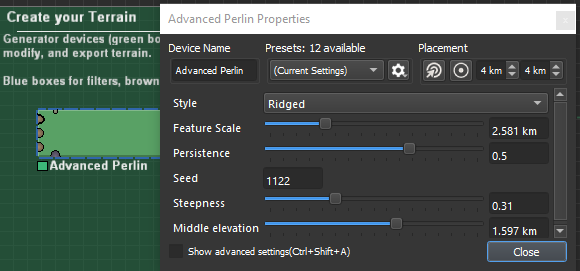 Create your Terrain
Generator devices (green bo
modify, and export terrain.
Blue boxes for filters, brown
Advanced Perlin
Advanced Perlin Properties
x
Device Name Presets: 12 available Placement
Advanced Perlin (Current Settings) 4 km 4 km
Style Ridged
Feature Scale 2.581 km
Persistence 0.5
Seed 1122
Steepness 0.31
Middle elevation 1.597 km
Show advanced settings(Ctrl+Shift+A) Close